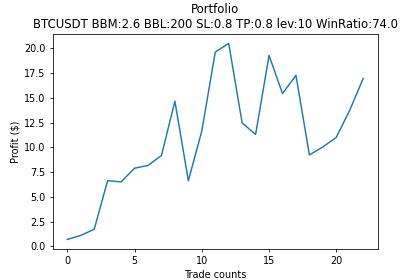 Portfolio
BTCUSDT BBM:2.6 BBL:200 SL:0.8 TP:0.8 lev:10 WinRatio:74.0
20.0
17.5
15.0
12.5
10.0
7.5
5.0
2.5
0.0
Profit ($)
0 5 10 15 20
Trade counts